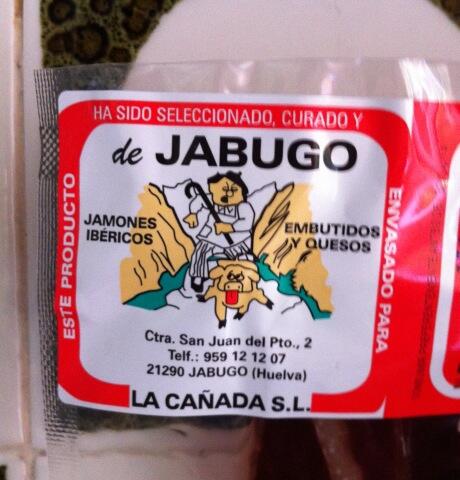 ESTE PRODUCTO
HA SIDO SELECCIONADO, CURADO Y
ENVASADO PARA
de JABUGO
JAMONES
IBÉRICOS
EMBUTIDOS
Y QUESOS
Ctra. San Juan del Pto., 2
Telf.: 959 12 12 07
21290 JABUGO (Huelva)
LA CAÑADA S.L.